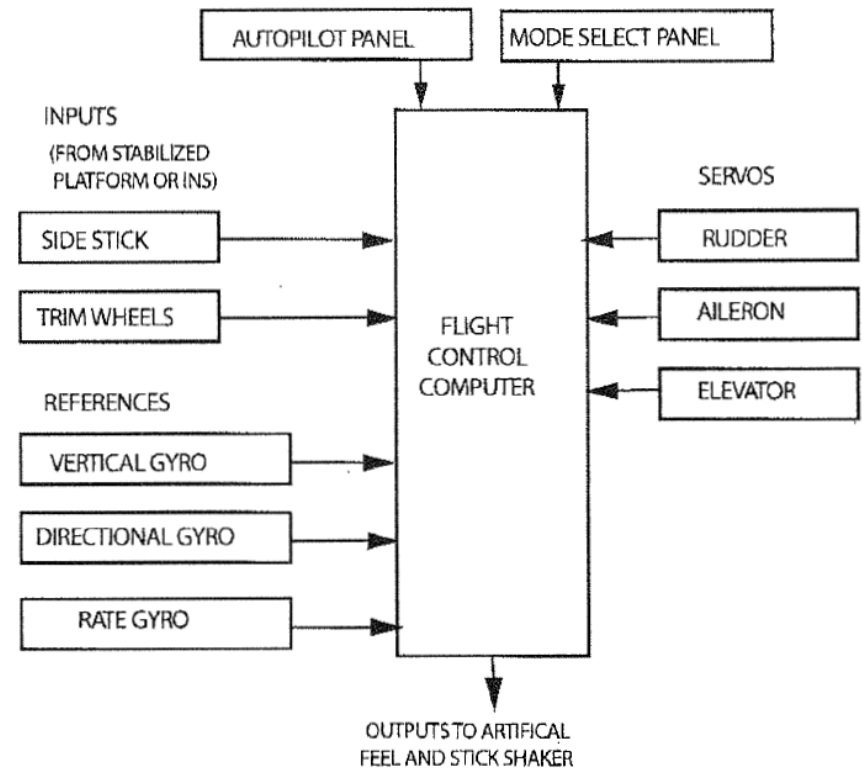 AUTOPILOT PANEL
MODE SELECT PANEL
INPUTS
(FROM STABILIZED
PLATFORM OR INS)
SIDE STICK
TRIM WHEELS
REFERENCES
VERTICAL GYRO
DIRECTIONAL GYRO
RATE GYRO
FLIGHT
CONTROL
COMPUTER
SERVOS
RUDDER
AILERON
ELEVATOR
OUTPUTS TO ARTIFICAL
FEEL AND STICK SHAKER